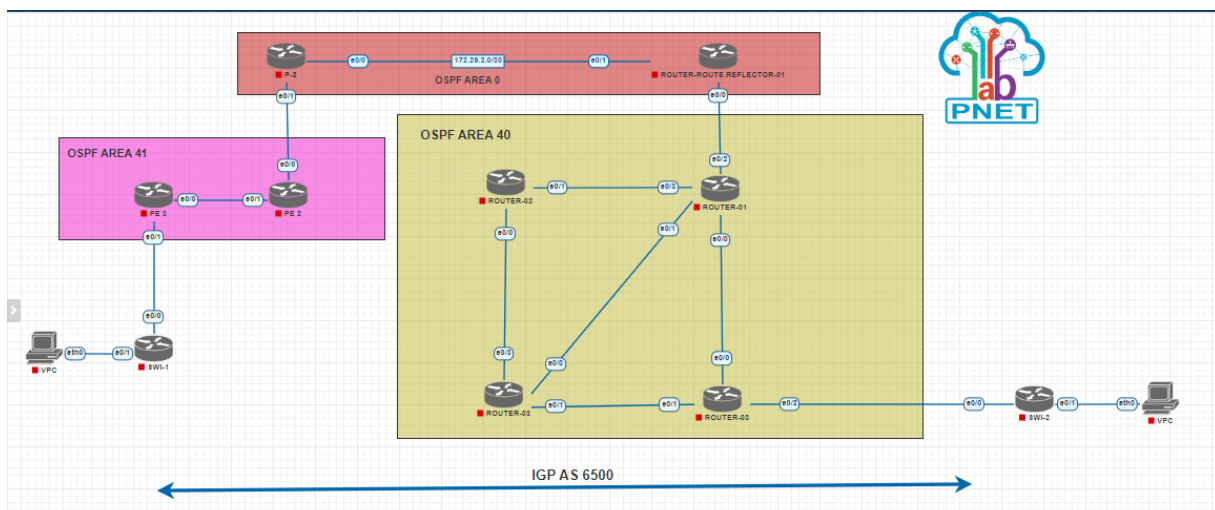 e0/0
172.29.2.0/30
e0/1
P-2
OSPF AREA 0
ROUTER-ROUTE.REFLECTOR-01
e0/1
e0/0
lab
PNET
OSPF AREA 41
OSPF AREA 40
e0/0
e0/2
e0/0
e0/1
PE 3
PE 2
e0/1
e0/3
ROUTER-02
ROUTER-01
e0/1
e0/0
e0/1
e0/0
e0/0
eth0
e0/1
VPC
SWI-1
e0/2
e0/0
e0/0
ROUTER-03
e0/1
e0/1
ROUTER-03
e0/2
e0/0
SWI-2
e0/1
eth0
VPC
IGP AS 6500